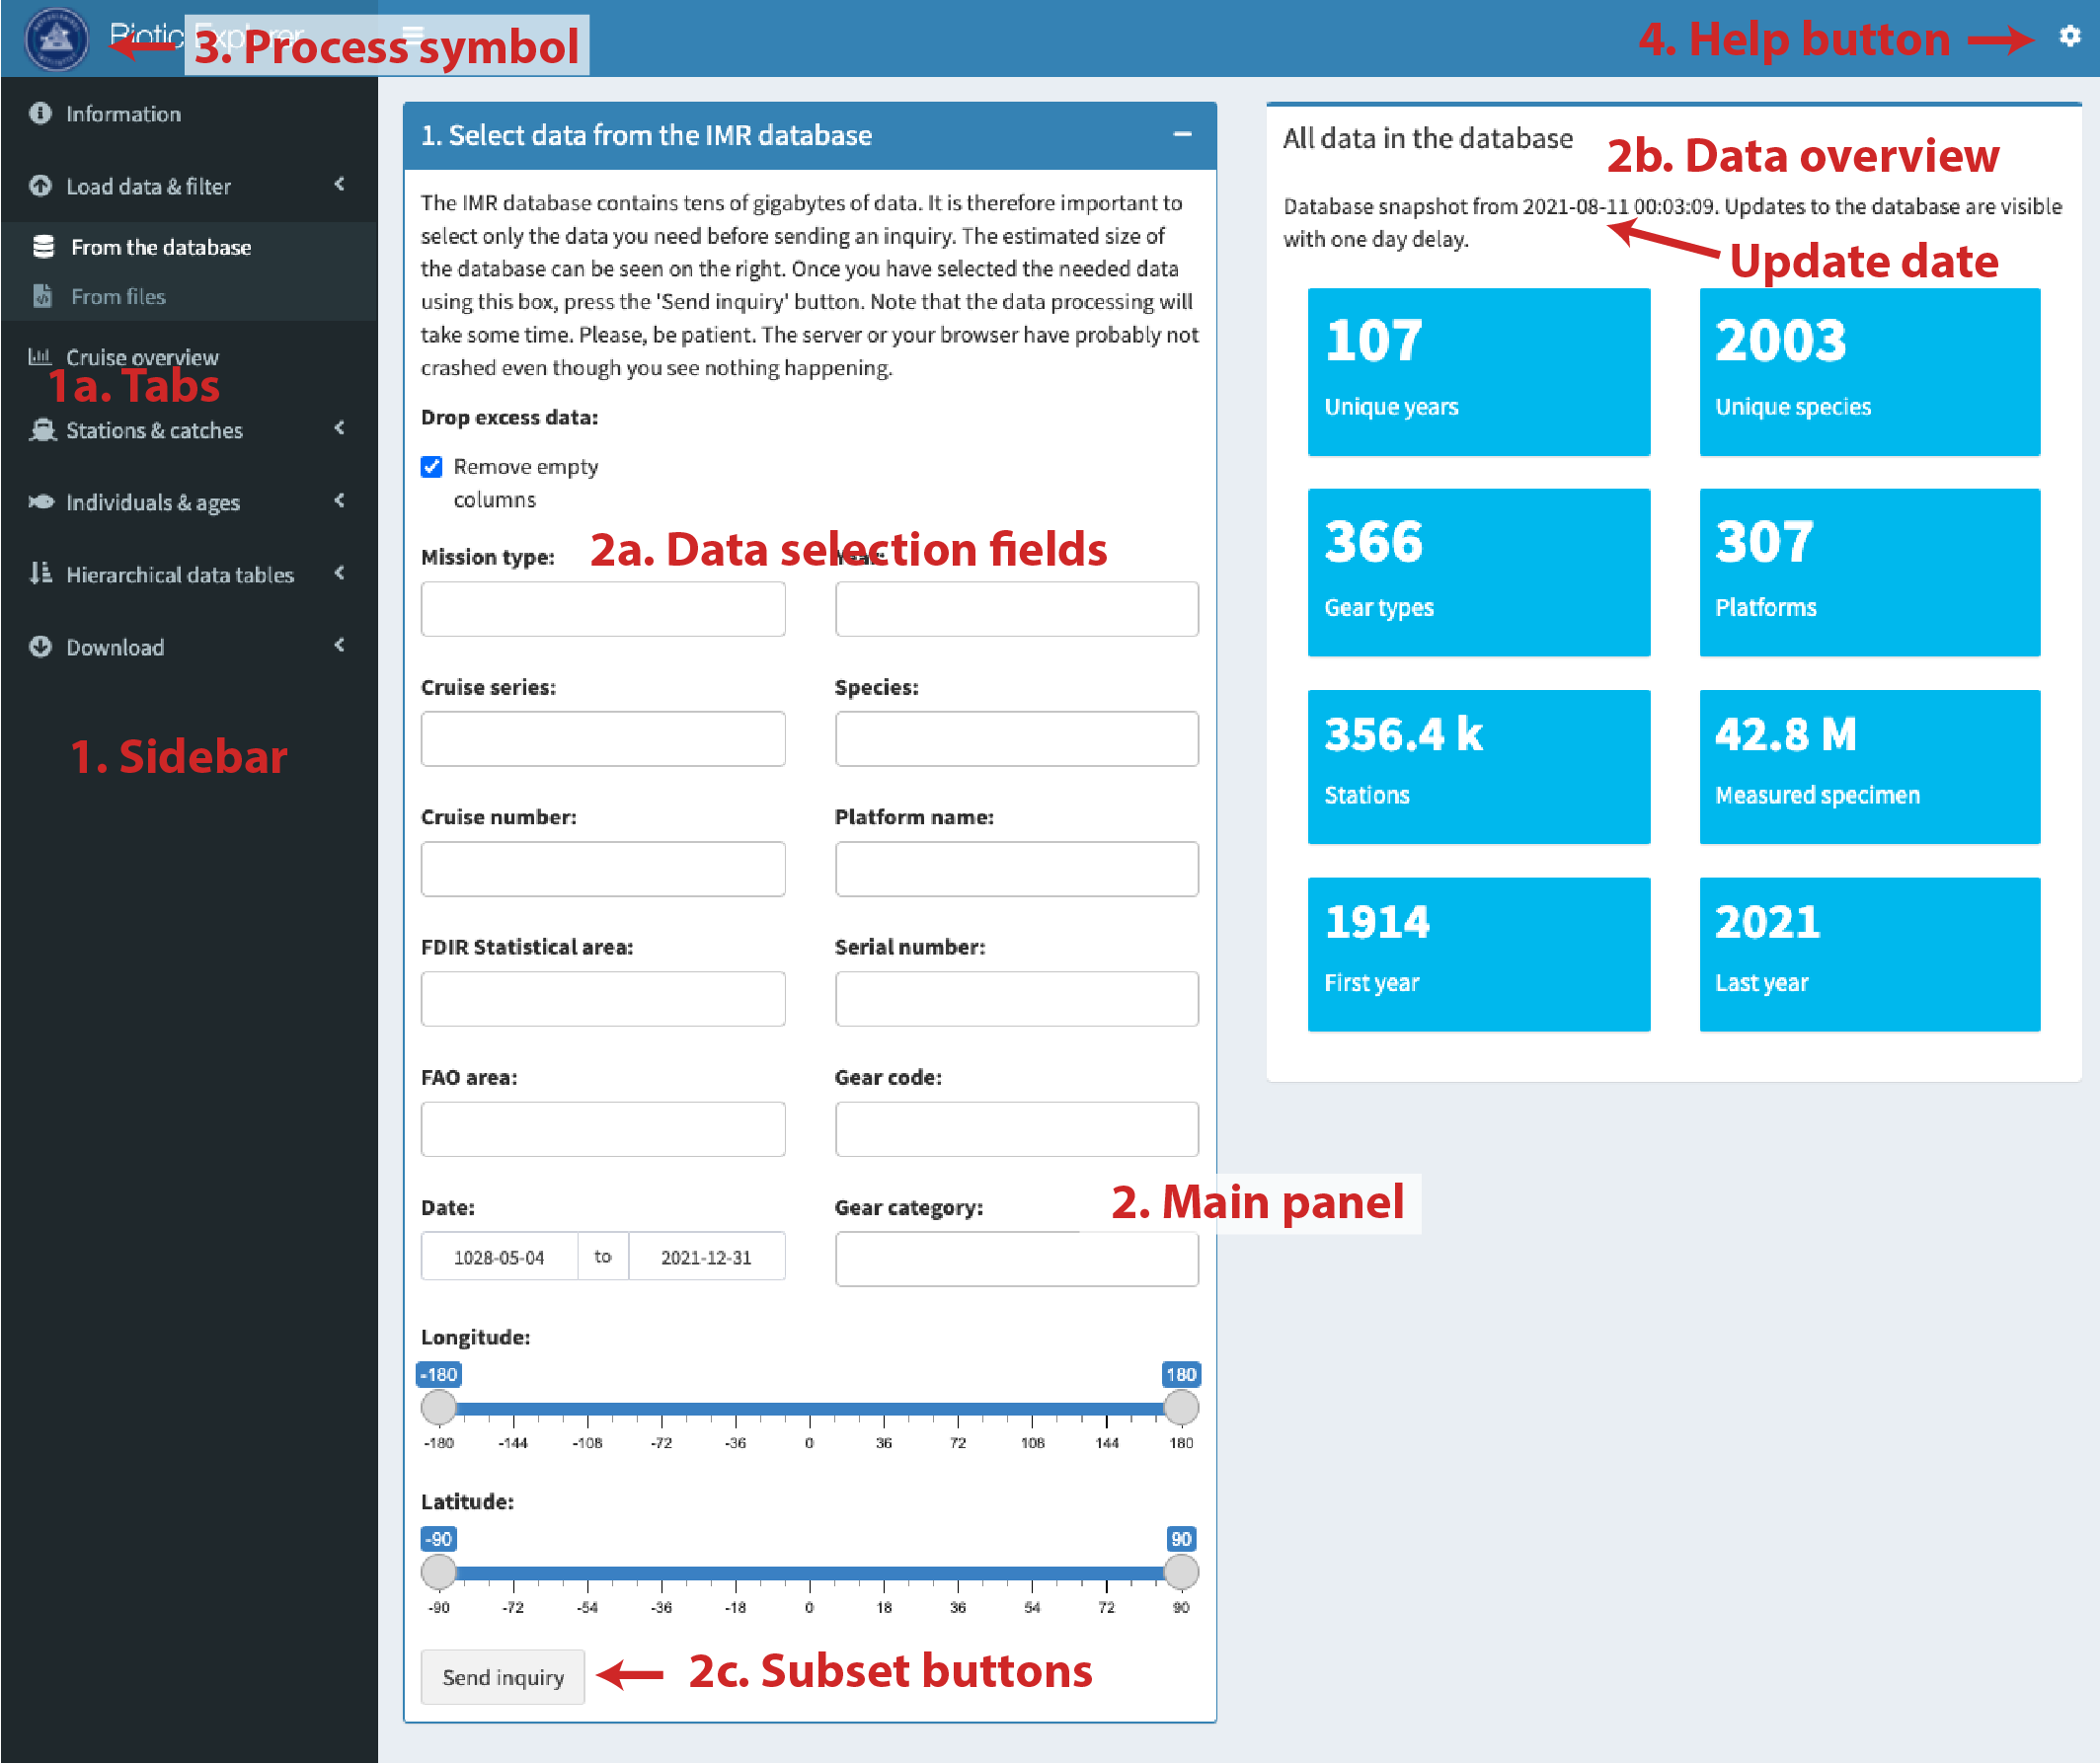 Biotic Explorer
3. Process symbol
4. Help button
Information
Load data & filter
From the database
From files
Cruise overview
1a. Tabs
Stations & catches
Individuals & ages
Hierarchical data tables
Download
1. Sidebar
1. Select data from the IMR database
The IMR database contains tens of gigabytes of data. It is therefore important to
select only the data you need before sending an inquiry. The estimated size of
the database can be seen on the right. Once you have selected the needed data
using this box, press the 'Send inquiry' button. Note that the data processing will
take some time. Please, be patient. The server or your browser have probably not
crashed even though you see nothing happening.
Drop excess data:
Remove empty
columns
2a. Data selection fields
Mission type: Year:
Cruise series: Species:
Cruise number: Platform name:
FDIR Statistical area: Serial number:
FAO area: Gear code:
2. Main panel
Date: Gear category:
1028-05-04 to 2021-12-31
Longitude:
-180 180
-180 -144 -108 -72 -36 0 36 72 108 144 180
Latitude:
-90 90
-90 -72 -54 -36 -18 0 18 36 54 72 90
Send inquiry
2c. Subset buttons
All data in the database
2b. Data overview
Database snapshot from 2021-08-11 00:03:09. Updates to the database are visible
with one day delay.
Update date
107 2003
Unique years Unique species
366 307
Gear types Platforms
356.4 k 42.8 M
Stations Measured specimen
1914 2021
First year Last year